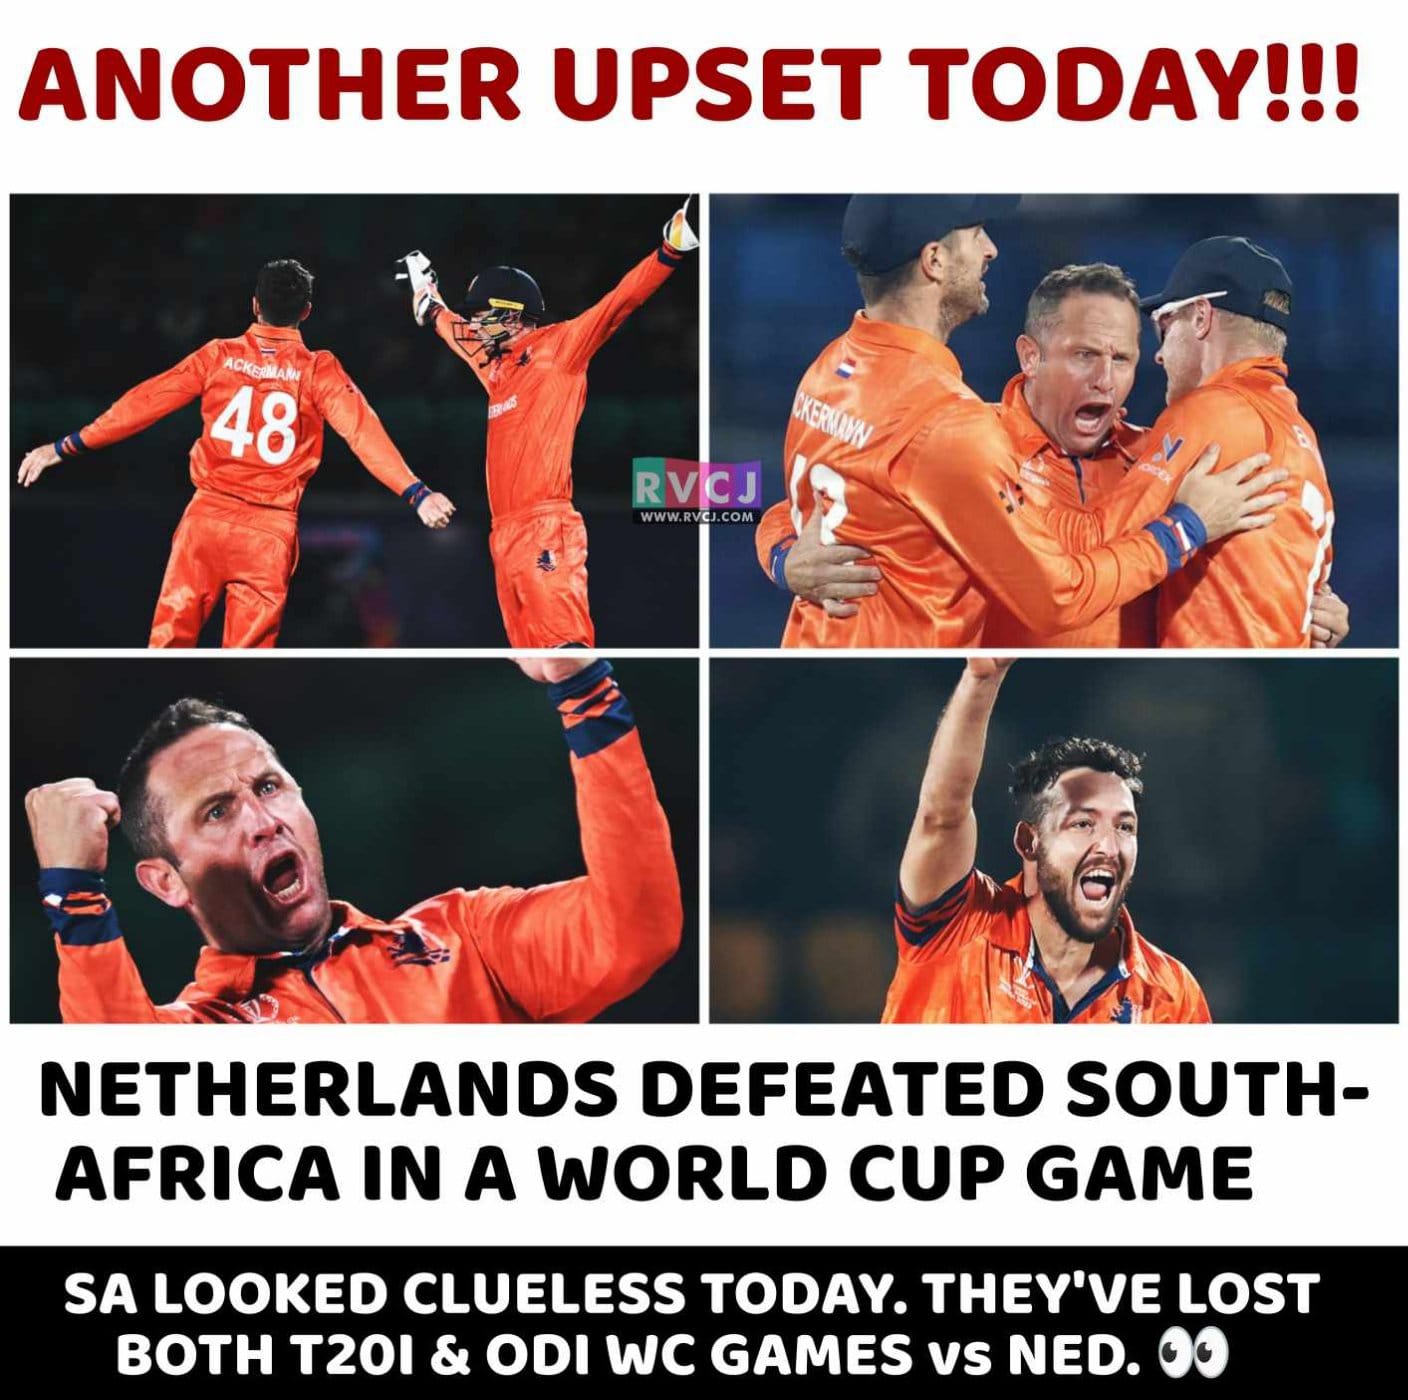 ANOTHER UPSET TODAY!!!
ACKERMANN
48
CKERMANN
48
RVCJ
WWW.RVCJ.COM
NETHERLANDS DEFEATED SOUTH-
AFRICA IN A WORLD CUP GAME
SA LOOKED CLUELESS TODAY. THEY'VE LOST
BOTH T20I & ODI WC GAMES vs NED. 👀